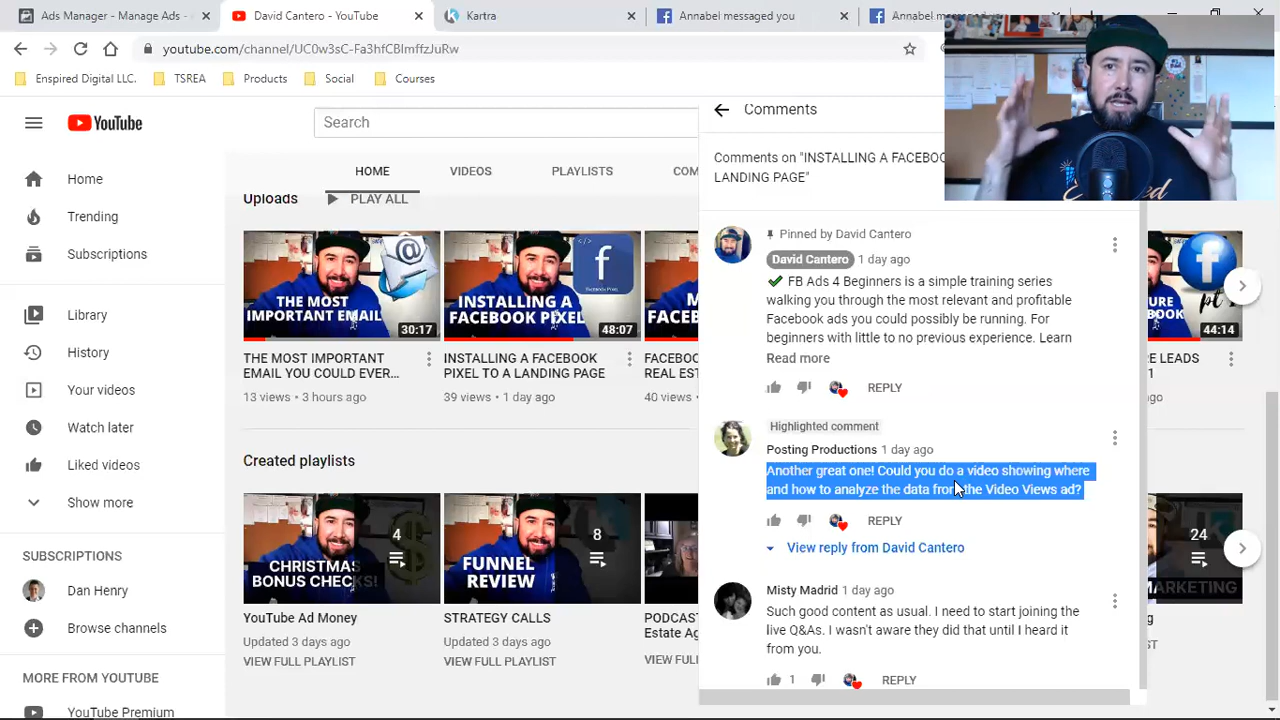 Ads Manager - Manage Ads -
David Cantero - YouTube
Kartra
Annabel messaged you
Annabel messaged you
youtube.com/channel/
Enspired Digital LLC.
TSREA
Products
Social
Courses
YouTube
Search
Home
Trending
Subscriptions
Library
History
Your videos
Watch later
Liked videos
Show more
SUBSCRIPTIONS
Dan Henry
Browse channels
MORE FROM YOUTUBE
YouTube Premium
HOME
VIDEOS
PLAYLISTS
COM
Uploads
PLAY ALL
THE MOST
IMPORTANT EMAIL
30:17
INSTALLING A
FACEBOOK PIXEL
48:07
44:14
THE MOST IMPORTANT
EMAIL YOU COULD EVER...
13 views • 3 hours ago
INSTALLING A FACEBOOK
PIXEL TO A LANDING PAGE
39 views • 1 day ago
FACEBOO
REAL EST
40 views •
Created playlists
CHRISTMAS
BONUS CHECKS!
4
FUNNEL
REVIEW
8
24
YouTube Ad Money
Updated 3 days ago
VIEW FULL PLAYLIST
STRATEGY CALLS
Updated 3 days ago
VIEW FULL PLAYLIST
PODCAST
Estate Ag
VIEW FULL
Comments
Comments on "INSTALLING A FACEBOO
LANDING PAGE"
Pinned by David Cantero
David Cantero 1 day ago
FB Ads 4 Beginners is a simple training series
walking you through the most relevant and profitable
Facebook ads you could possibly be running. For
beginners with little to no previous experience. Learn
Read more
REPLY
Highlighted comment
Posting Productions 1 day ago
Another great one! Could you do a video showing where
and how to analyze the data from the Video Views ad?
REPLY
View reply from David Cantero
Misty Madrid 1 day ago
Such good content as usual. I need to start joining the
live Q&As. I wasn't aware they did that until I heard it
from you.
1
REPLY